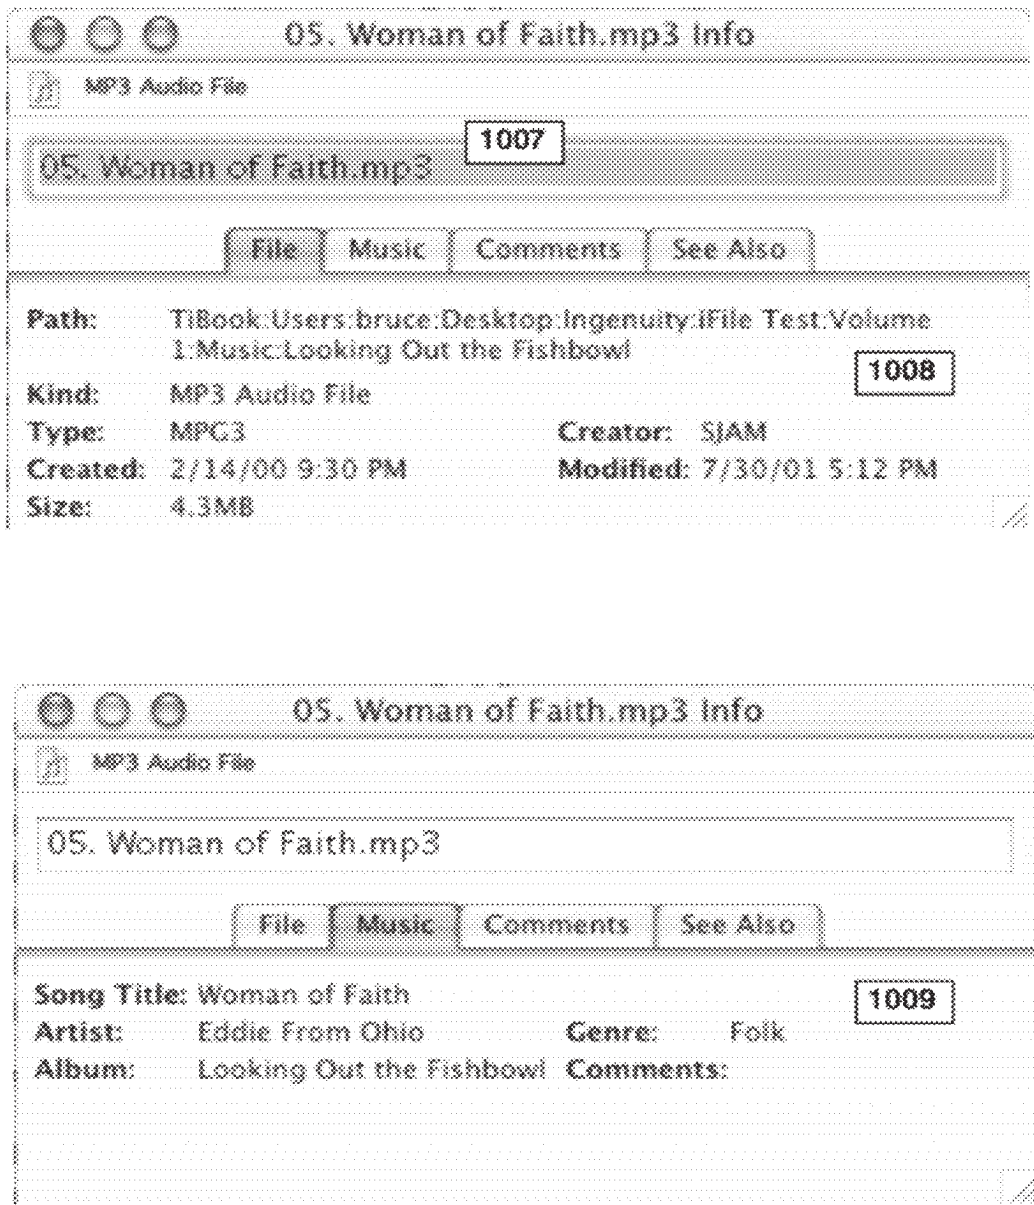 05. Woman of Faith.mp3 Info
MP3 Audio File
1007
05. Woman of Faith.mp3
File Music Comments See Also
Path: TiBook:Users:bruce:Desktop:Ingenuity:iFile Test:Volume
1:Music:Looking Out the Fishbowl
1008
Kind: MP3 Audio File
Type: MPG3 Creator: SJAM
Created: 2/14/00 9:30 PM Modified: 7/30/01 5:12 PM
Size: 4.3MB
05. Woman of Faith.mp3 Info
MP3 Audio File
05. Woman of Faith.mp3
File Music Comments See Also
Song Title: Woman of Faith 1009
Artist: Eddie From Ohio Genre: Folk
Album: Looking Out the Fishbowl Comments: